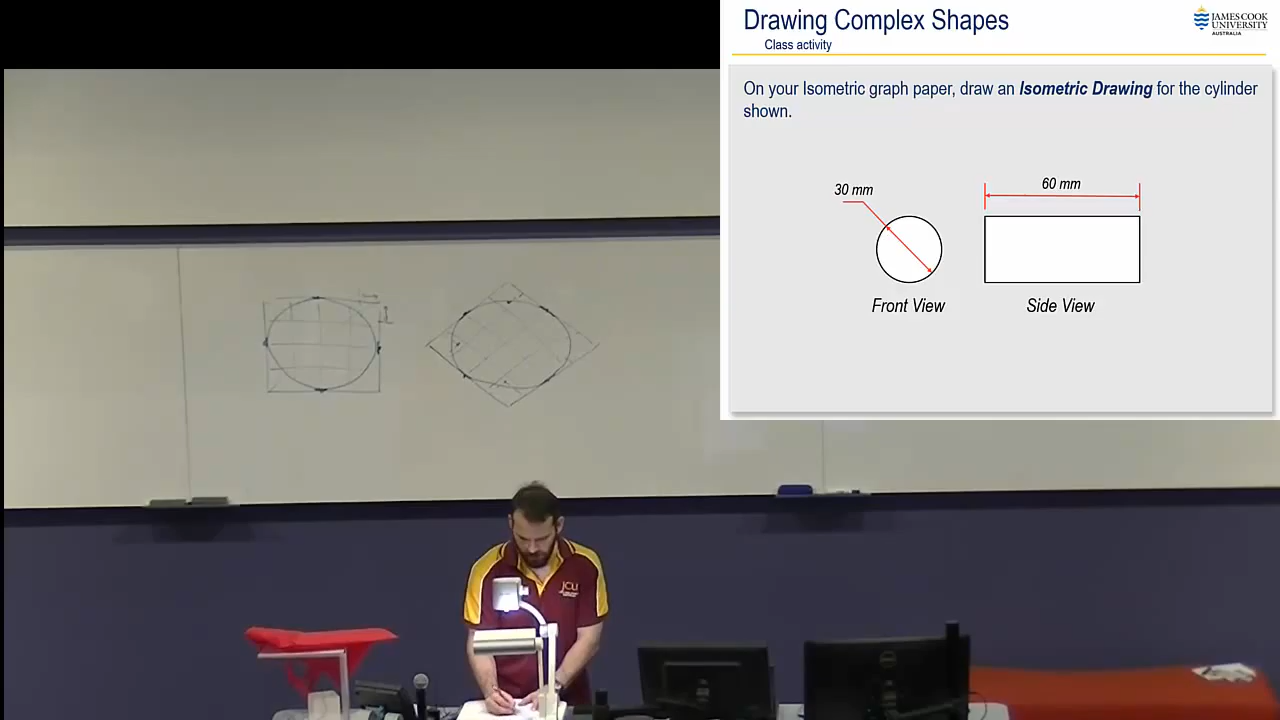 Drawing Complex Shapes
Class activity
JAMES COOK
UNIVERSITY
AUSTRALIA
On your Isometric graph paper, draw an Isometric Drawing for the cylinder
shown.
30 mm
60 mm
Front View
Side View
JCU